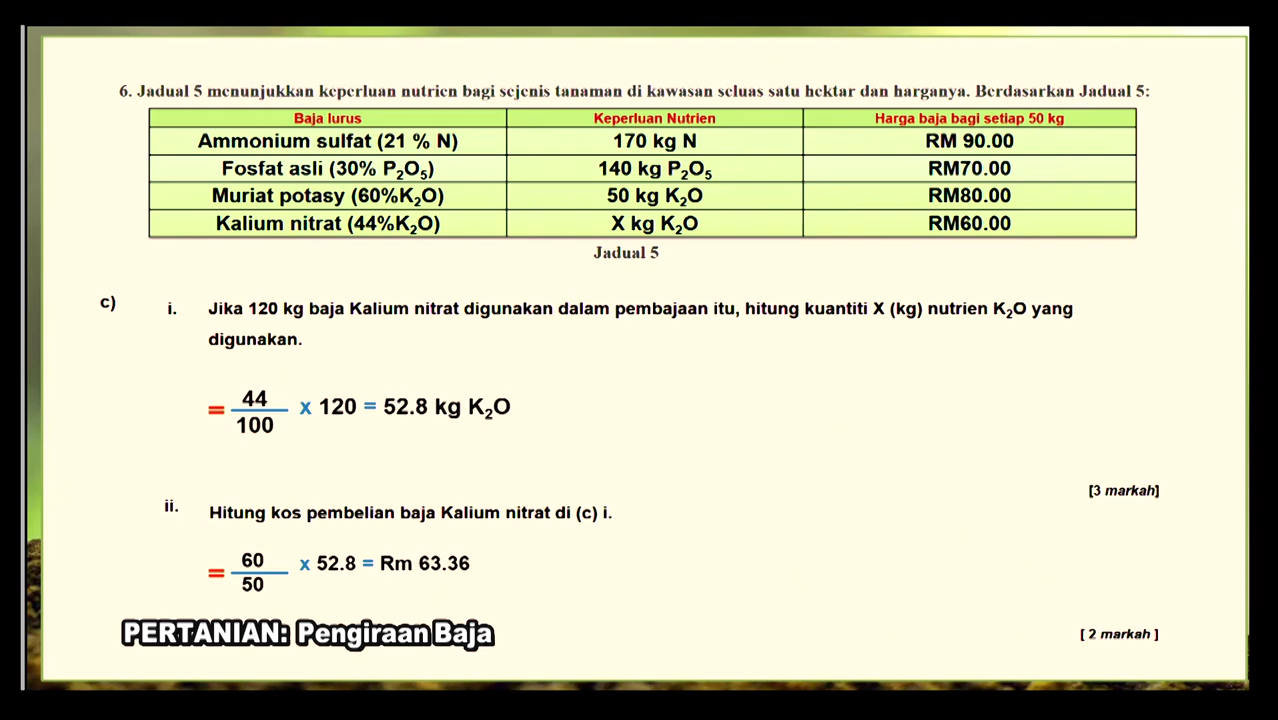 6. Jadual 5 menunjukkan keperluan nutrien bagi sejenis tanaman di kawasan seluas satu hektar dan harganya. Berdasarkan Jadual 5:
Baja lurus Keperluan Nutrien Harga baja bagi setiap 50 kg
Ammonium sulfat (21 % N) 170 kg N RM 90.00
Fosfat asli (30% P₂O₅) 140 kg P₂O₅ RM70.00
Muriat potasy (60%K₂O) 50 kg K₂O RM80.00
Kalium nitrat (44%K₂O) X kg K₂O RM60.00
Jadual 5
c) i. Jika 120 kg baja Kalium nitrat digunakan dalam pembajaan itu, hitung kuantiti X (kg) nutrien K₂O yang
digunakan.
= 44/100 x 120 = 52.8 kg K₂O
[3 markah]
ii. Hitung kos pembelian baja Kalium nitrat di (c) i.
= 60/50 x 52.8 = Rm 63.36
PERTANIAN: Pengiraan Baja
[ 2 markah ]